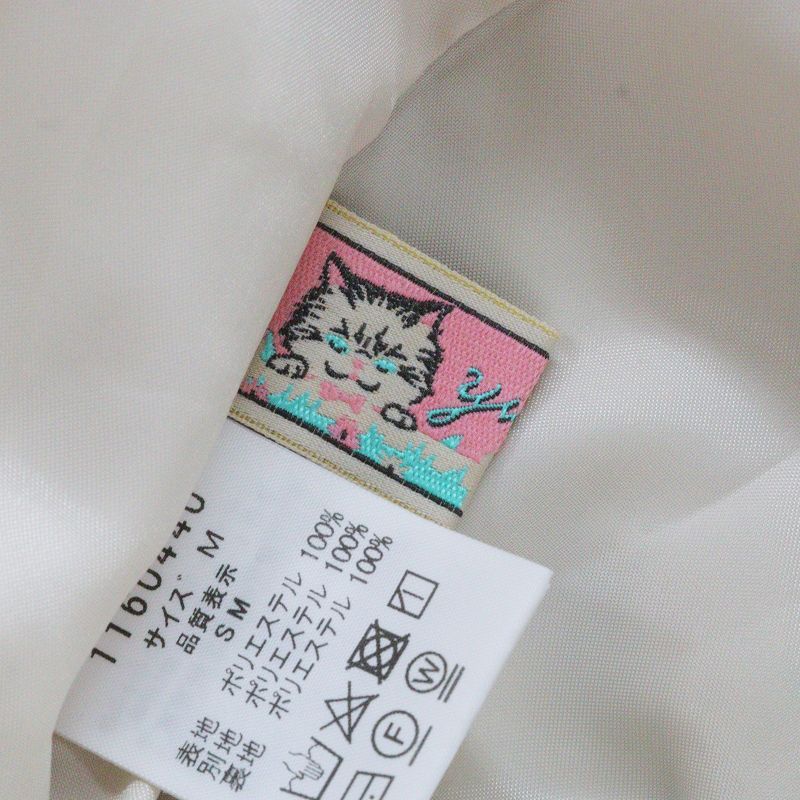 1160440
サイズ M
品質表示
SM
表地 ポリエステル 100%
別地 ポリエステル 100%
裏地 ポリエステル 100%
W
F